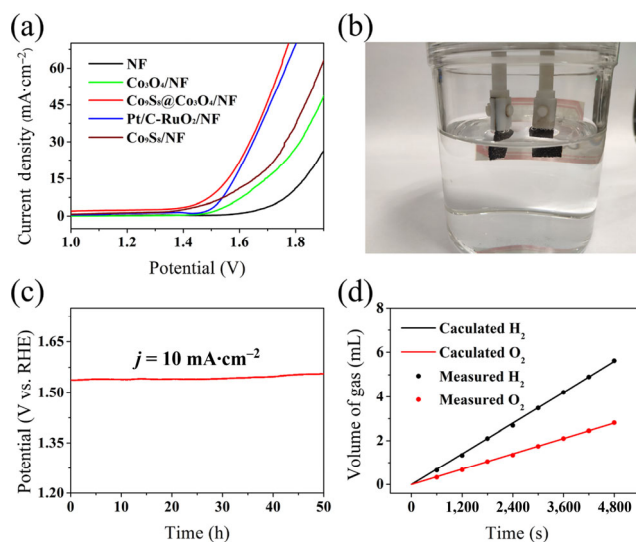 (a)
Current density (mA·cm⁻²)
60
45
30
15
0
NF
Co₃O₄/NF
Co₉S₈@Co₃O₄/NF
Pt/C-RuO₂/NF
Co₉S₈/NF
1.0
1.2
1.4
1.6
1.8
Potential (V)
(b)
(c)
Potential (V vs. RHE)
1.65
1.50
1.35
1.20
j = 10 mA·cm⁻²
0
10
20
30
40
50
Time (h)
(d)
Volume of gas (mL)
8
6
4
2
0
Caculated H₂
Caculated O₂
Measured H₂
Measured O₂
0
1,200
2,400
3,600
4,800
Time (s)